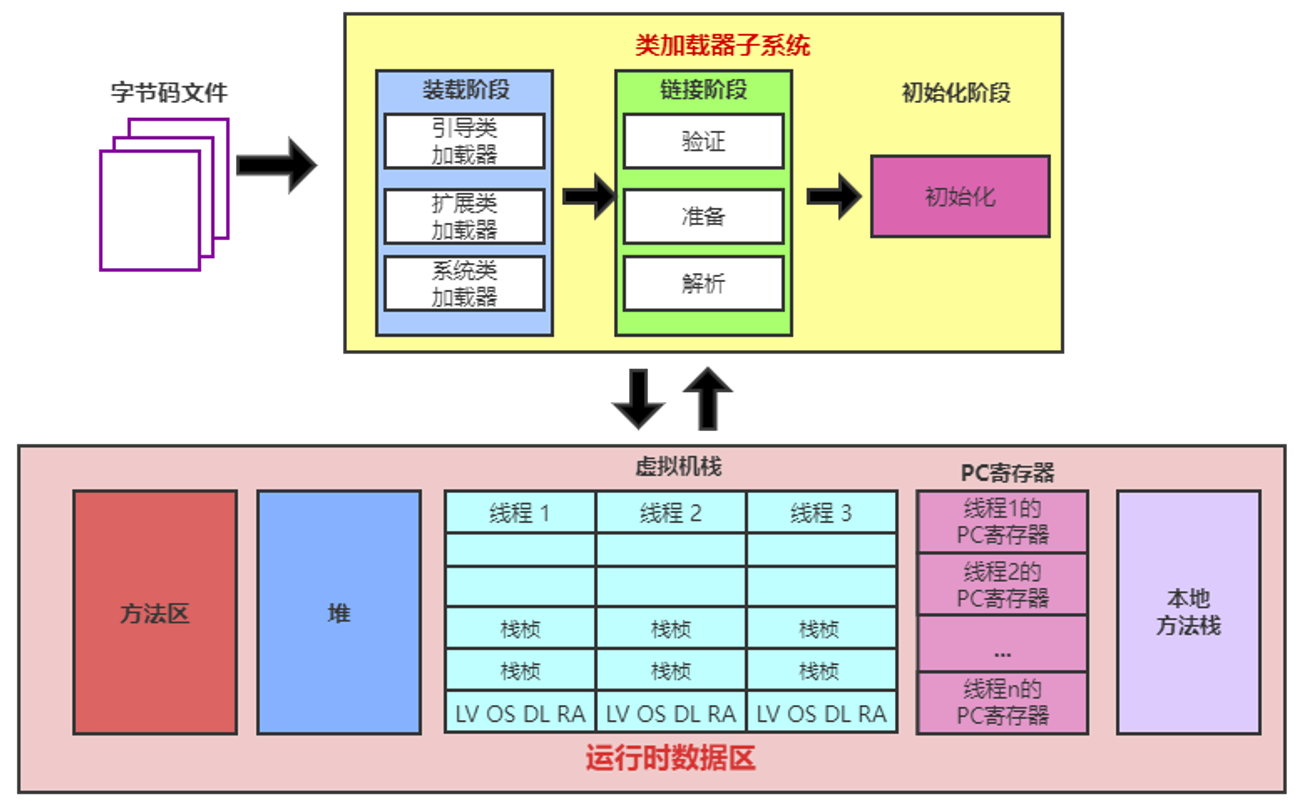 类加载器子系统
字节码文件
装载阶段
引导类
加载器
扩展类
加载器
系统类
加载器
链接阶段
验证
准备
解析
初始化阶段
初始化
虚拟机栈
PC寄存器
方法区
堆
线程 1
线程 2
线程 3
栈桢
栈桢
栈桢
栈桢
栈桢
栈桢
LV OS DL RA
LV OS DL RA
LV OS DL RA
线程1的
PC寄存器
线程2的
PC寄存器
...
线程n的
PC寄存器
本地
方法栈
运行时数据区